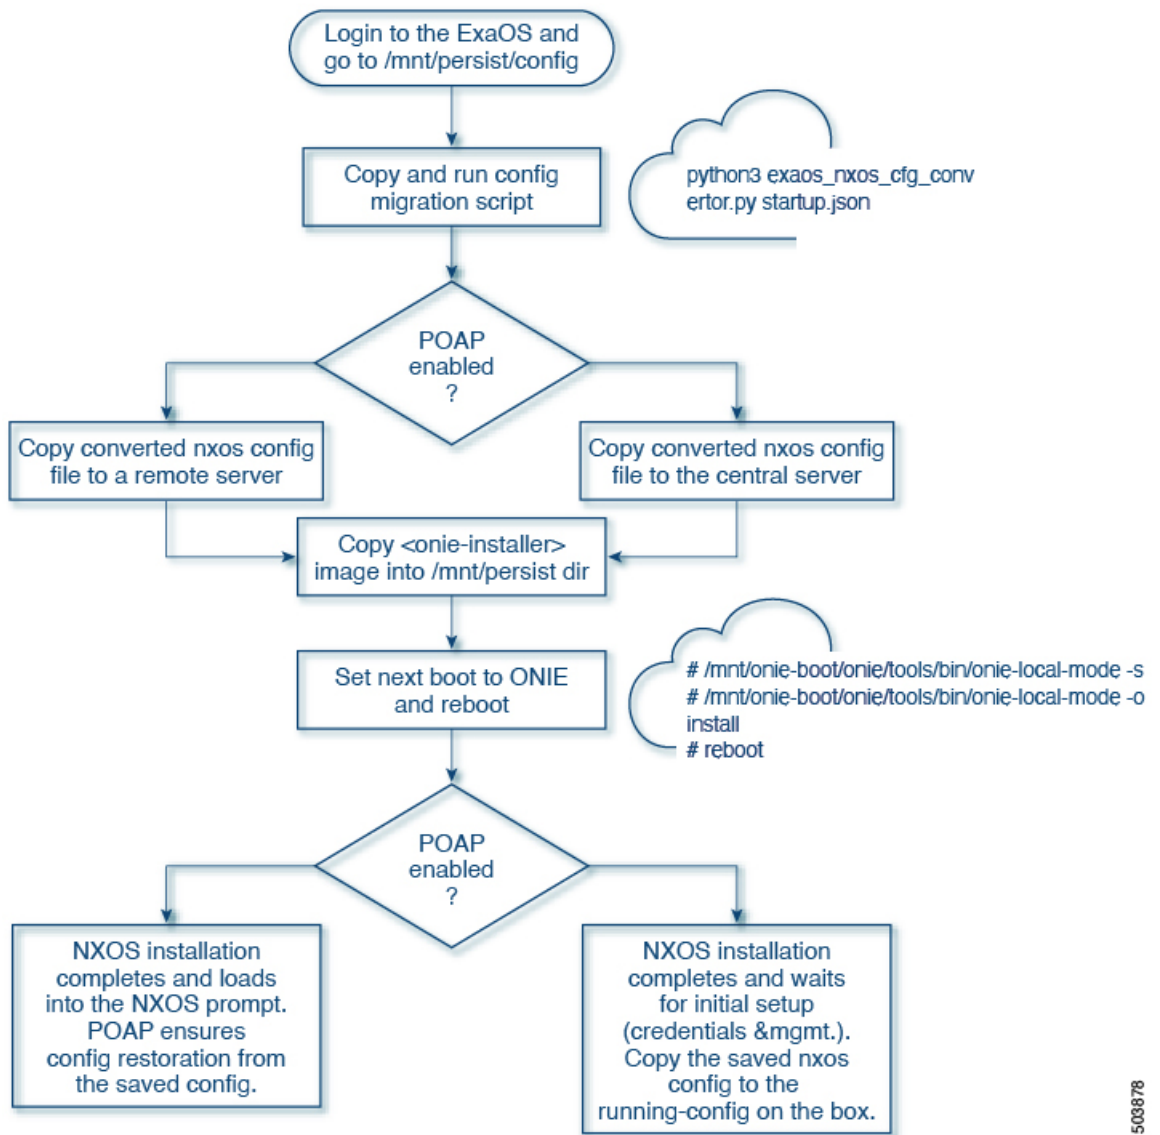 Login to the ExaOS and
go to /mnt/persist/config
Copy and run config
migration script
python3 exaos_nxos_cfg_conv
ertor.py startup.json
POAP
enabled
?
Copy converted nxos config
file to a remote server
Copy converted nxos config
file to the central server
Copy <onie-installer>
image into /mnt/persist dir
Set next boot to ONIE
and reboot
# /mnt/onie-boot/onie/tools/bin/onie-local-mode -s
# /mnt/onie-boot/onie/tools/bin/onie-local-mode -o
install
# reboot
POAP
enabled
?
NXOS installation
completes and loads
into the NXOS prompt.
POAP ensures
config restoration from
the saved config.
NXOS installation
completes and waits
for initial setup
(credentials &mgmt.).
Copy the saved nxos
config to the
running-config on the box.
503878